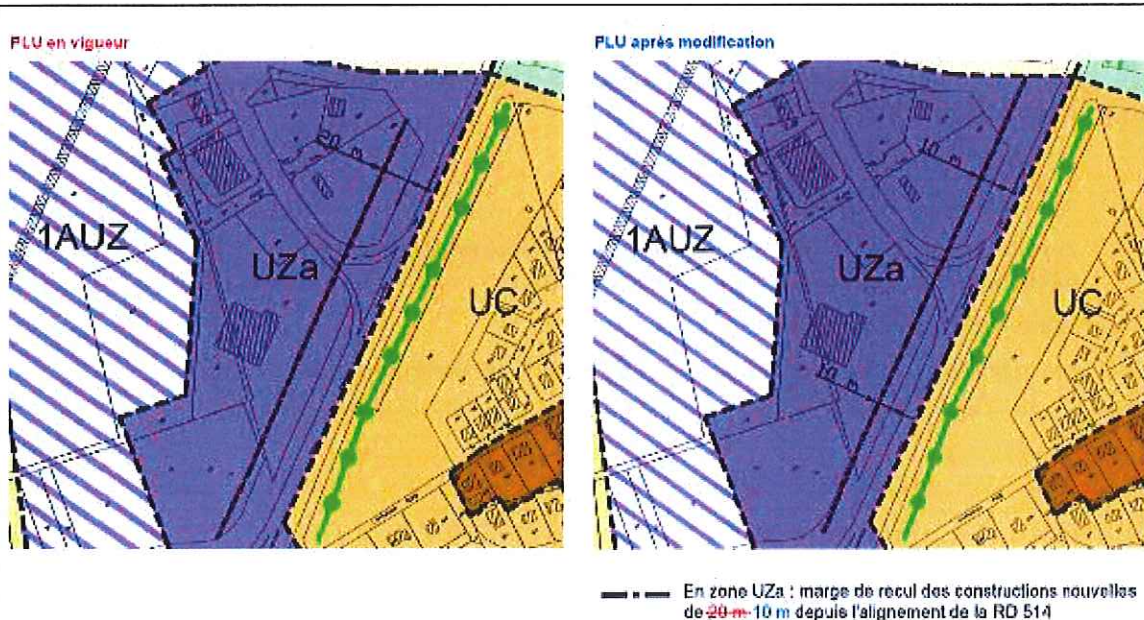 PLU en vigueur
PLU après modification
20 m
10 m
1AUZ
UZa
UC
1AUZ
UZa
UC
10 m
En zone UZa : marge de recul des constructions nouvelles
de 20 m 10 m depuis l'alignement de la RD 514